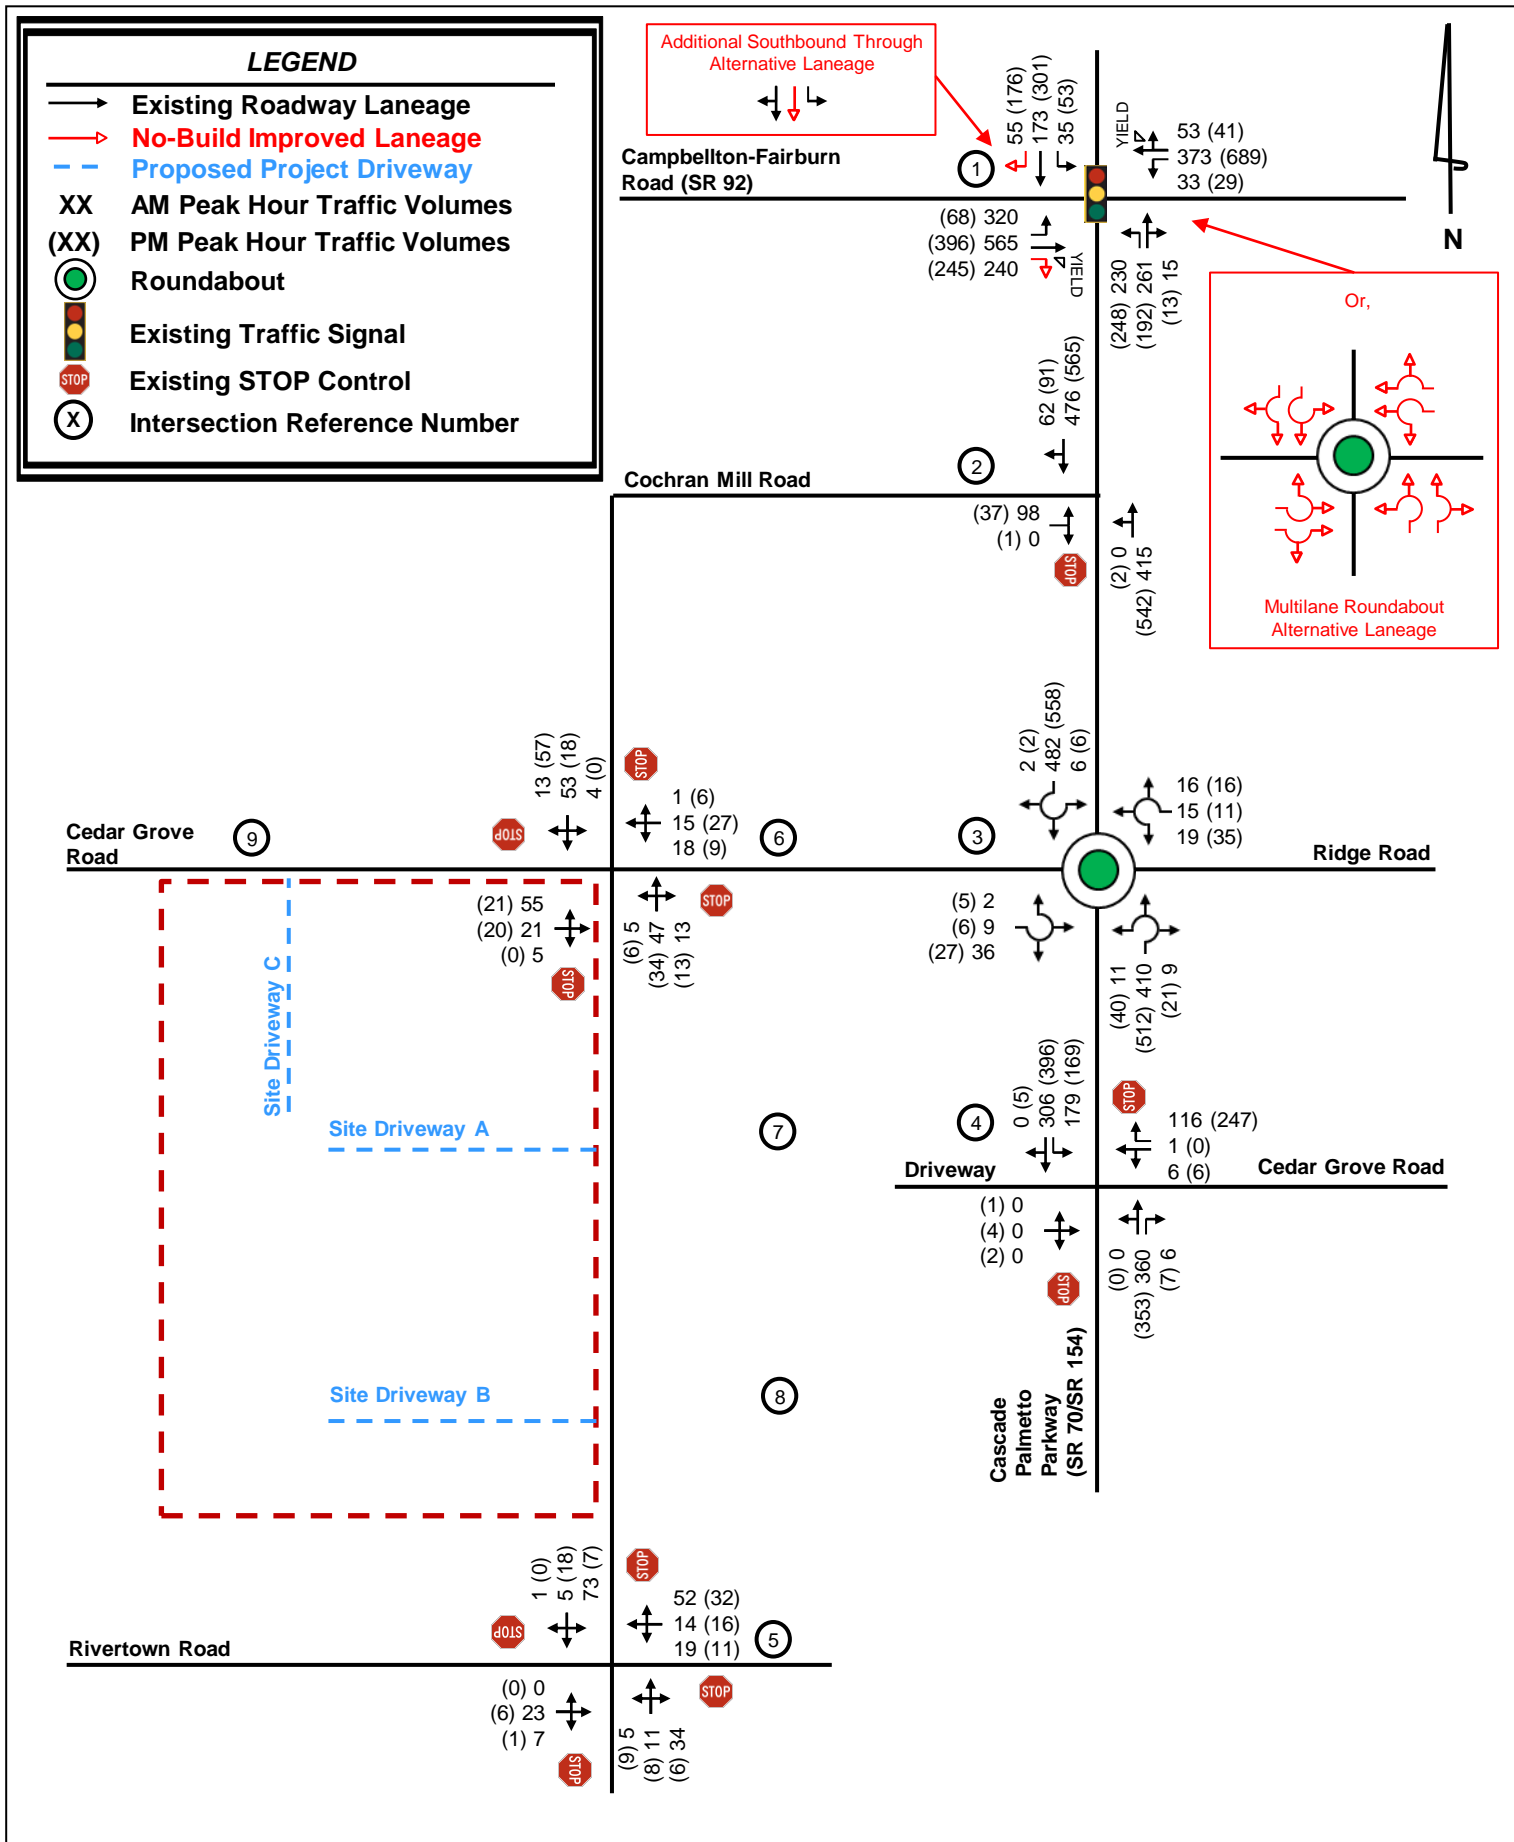 LEGEND
Existing Roadway Laneage
No-Build Improved Laneage
Proposed Project Driveway
XX AM Peak Hour Traffic Volumes
(XX) PM Peak Hour Traffic Volumes
Roundabout
Existing Traffic Signal
STOP Existing STOP Control
X Intersection Reference Number
Additional Southbound Through
Alternative Laneage
N
Campbellton-Fairburn
Road (SR 92)
1
55 (176)
173 (301)
35 (53)
YIELD
53 (41)
373 (689)
33 (29)
(68) 320
(396) 565
(245) 240
YIELD
(248) 230
(192) 261
(13) 15
Or,
Multilane Roundabout
Alternative Laneage
62 (91)
476 (565)
2
Cochran Mill Road
(37) 98
(1) 0
STOP
(2) 0
(542) 415
13 (57)
53 (18)
4 (0)
STOP
STOP
1 (6)
15 (27)
18 (9)
6
Cedar Grove
Road
9
(21) 55
(20) 21
(0) 5
STOP
(6) 5
(34) 47
(13) 13
STOP
2 (2)
482 (558)
6 (6)
3
16 (16)
15 (11)
19 (35)
Ridge Road
(5) 2
(6) 9
(27) 36
(40) 11
(512) 410
(21) 9
Site Driveway C
Site Driveway A
7
0 (5)
306 (396)
179 (169)
4
STOP
116 (247)
1 (0)
6 (6)
Driveway
Cedar Grove Road
(1) 0
(4) 0
(2) 0
STOP
(0) 0
(353) 360
(7) 6
Site Driveway B
8
Cascade
Palmetto
Parkway
(SR 70/SR 154)
1 (0)
5 (18)
73 (7)
STOP
STOP
52 (32)
14 (16)
19 (11)
5
Rivertown Road
(0) 0
(6) 23
(1) 7
STOP
(9) 5
(8) 11
(6) 34
STOP